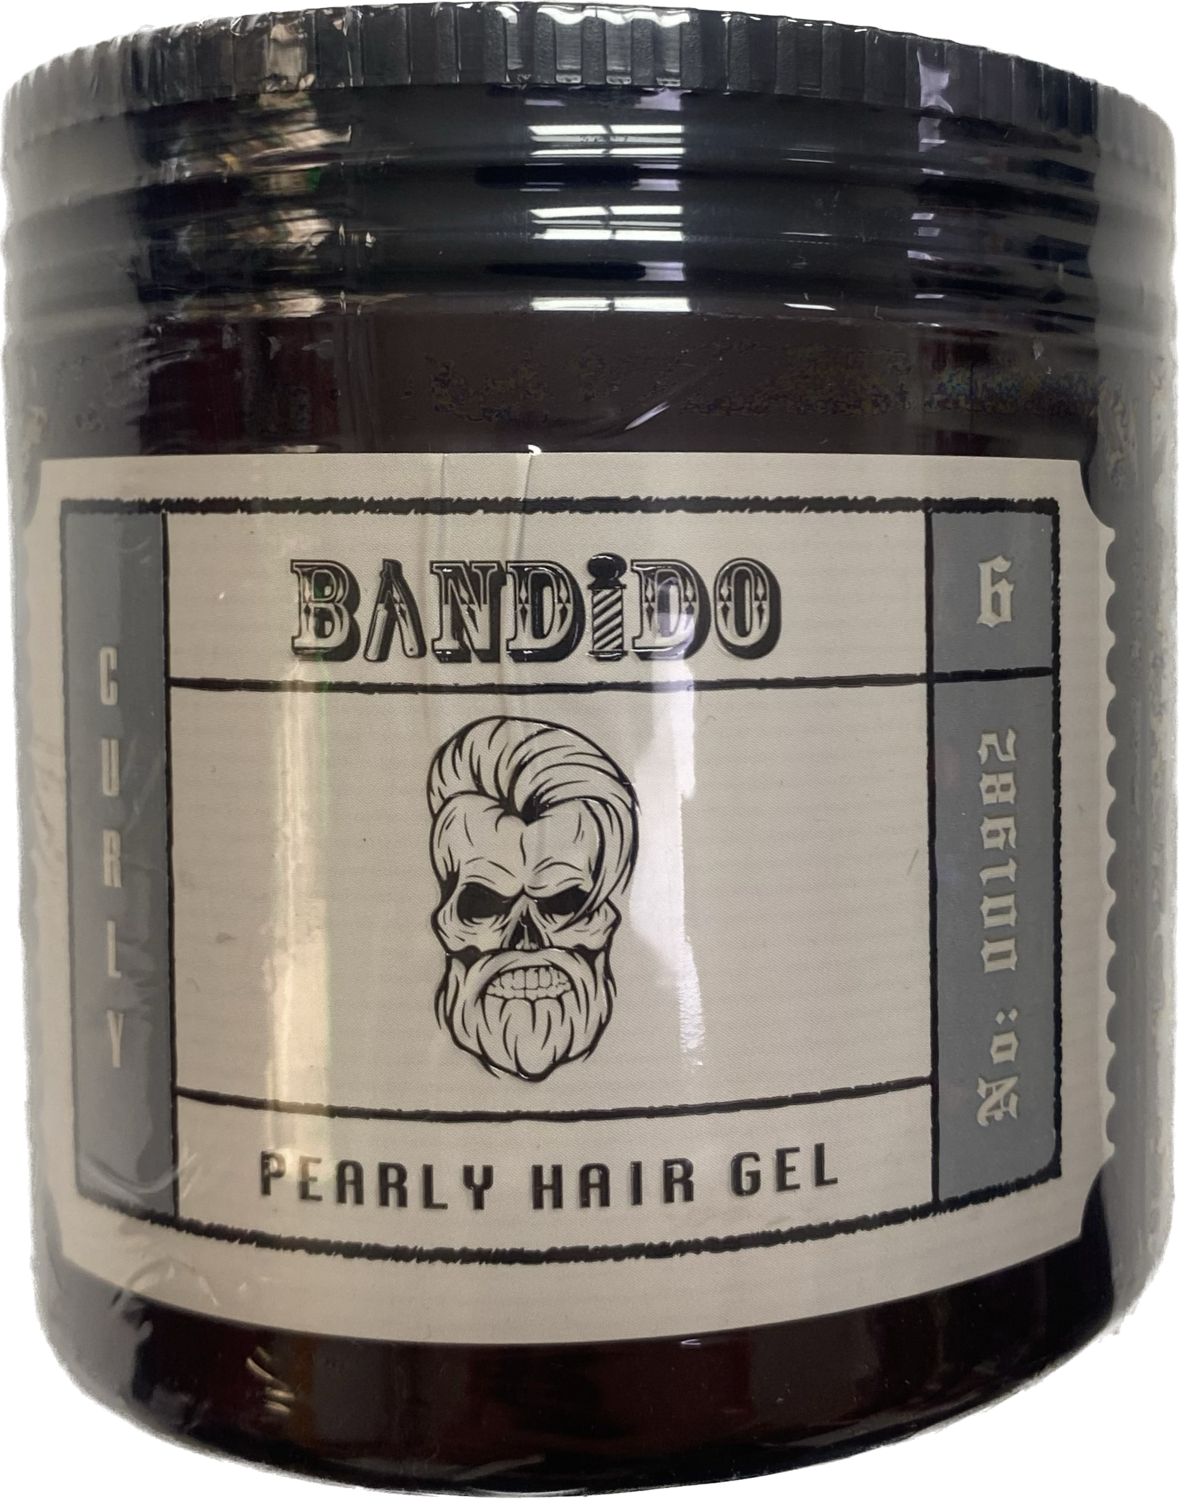 BANDiDO
6
CURLY
No: 001982
PEARLY HAIR GEL